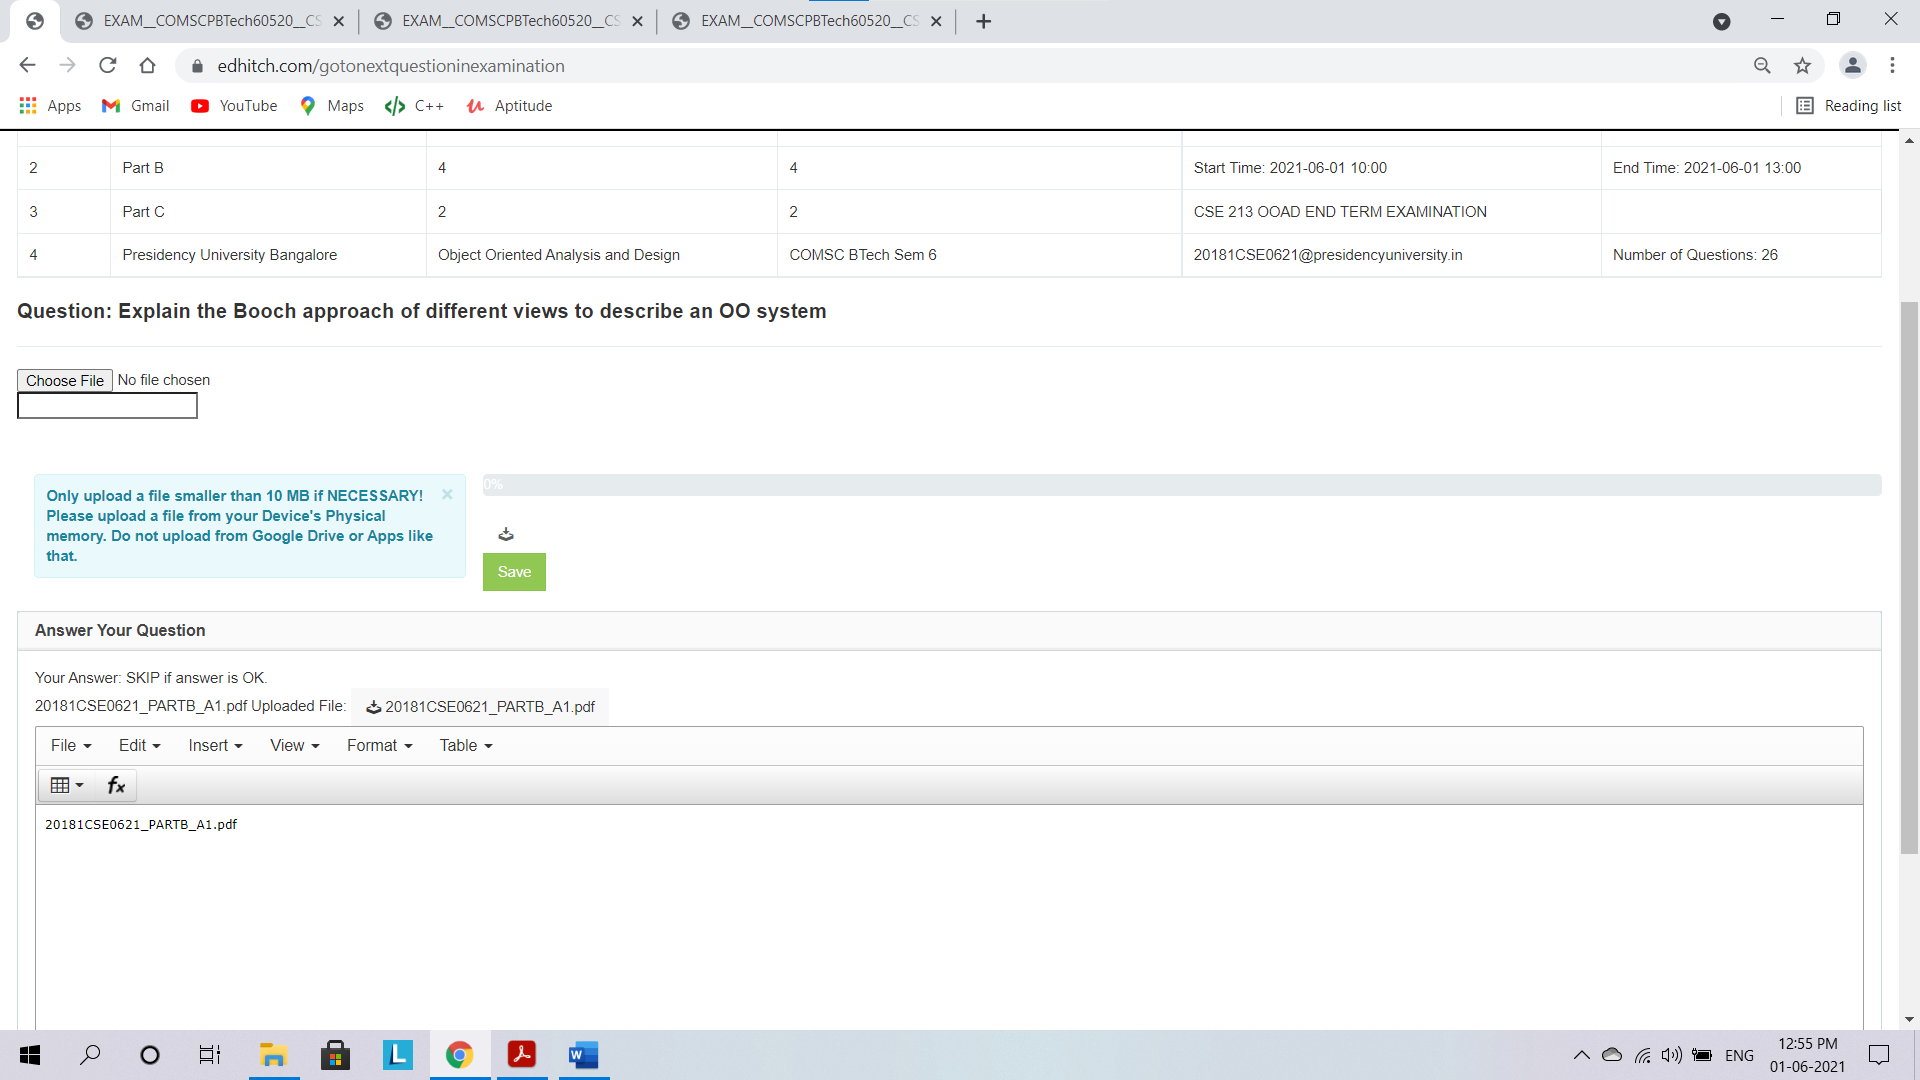 EXAM__COMSCPBTech60520__CS
EXAM__COMSCPBTech60520__CS
EXAM__COMSCPBTech60520__CS
edhitch.com/gotonextquestioninexamination
Apps Gmail YouTube Maps C++ Aptitude Reading list
2 Part B 4 4 Start Time: 2021-06-01 10:00 End Time: 2021-06-01 13:00
3 Part C 2 2 CSE 213 OOAD END TERM EXAMINATION
4 Presidency University Bangalore Object Oriented Analysis and Design COMSC BTech Sem 6 20181CSE0621@presidencyuniversity.in Number of Questions: 26
Question: Explain the Booch approach of different views to describe an OO system
Choose File No file chosen
Only upload a file smaller than 10 MB if NECESSARY! ×
Please upload a file from your Device's Physical
memory. Do not upload from Google Drive or Apps like
that.
0%
Save
Answer Your Question
Your Answer: SKIP if answer is OK.
20181CSE0621_PARTB_A1.pdf Uploaded File: 20181CSE0621_PARTB_A1.pdf
File Edit Insert View Format Table
fx
20181CSE0621_PARTB_A1.pdf
L W ENG 12:55 PM
01-06-2021